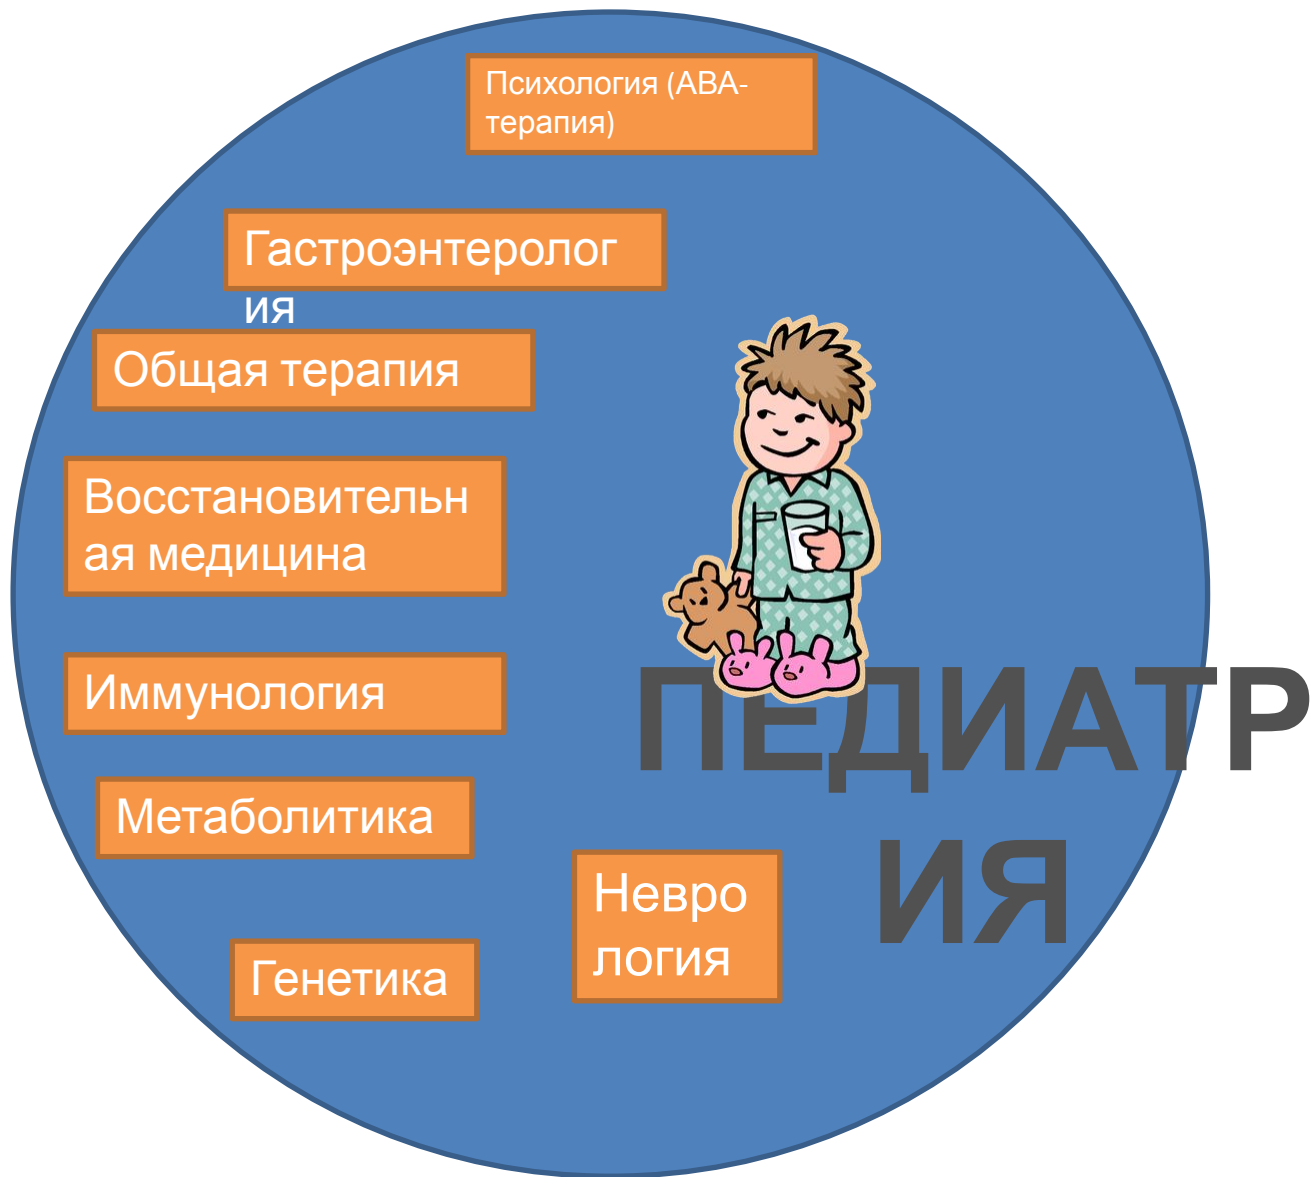 Психология (АВА-
терапия)
Гастроэнтеролог
ия
Общая терапия
Восстановительн
ая медицина
Иммунология
Метаболитика
Генетика
Невро
логия
ПЕДИАТР
ИЯ